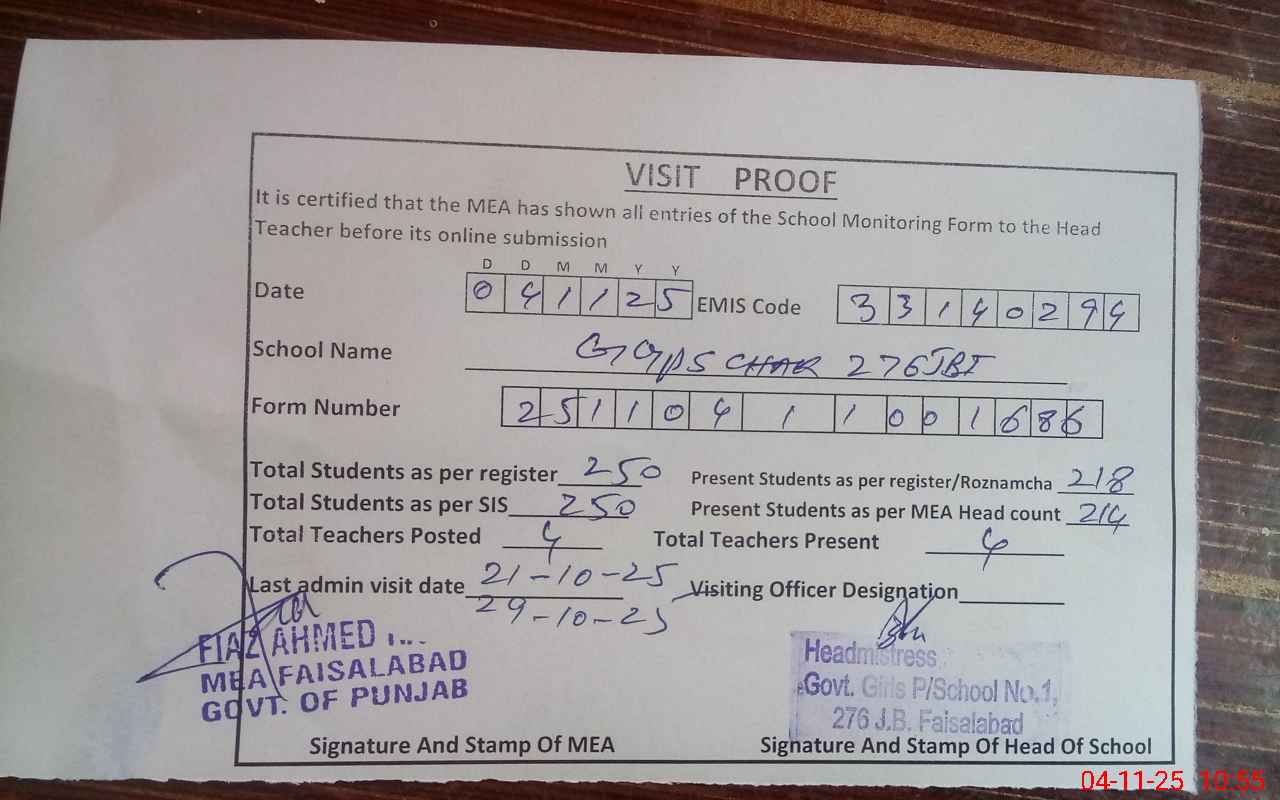 VISIT PROOF
It is certified that the MEA has shown all entries of the School Monitoring Form to the Head
Teacher before its online submission
D D M M Y Y
Date 0 4 1 1 2 5 EMIS Code 3 3 1 4 0 2 9 4
School Name GGPS 276JBI
Form Number 2 5 1 1 0 4 1 1 0 0 1 6 8 6
Total Students as per register 250 Present Students as per register/Roznamcha 218
Total Students as per SIS 250 Present Students as per MEA Head count 214
Total Teachers Posted 4 Total Teachers Present 4
Last admin visit date 21-10-25 Visiting Officer Designation
29-10-25
FIAZ AHMED
MEA FAISALABAD
GOVT. OF PUNJAB
Headmistress
Govt. Girls P/School No.1,
276 J.B. Faisalabad
Signature And Stamp Of MEA Signature And Stamp Of Head Of School
04-11-25 10:55